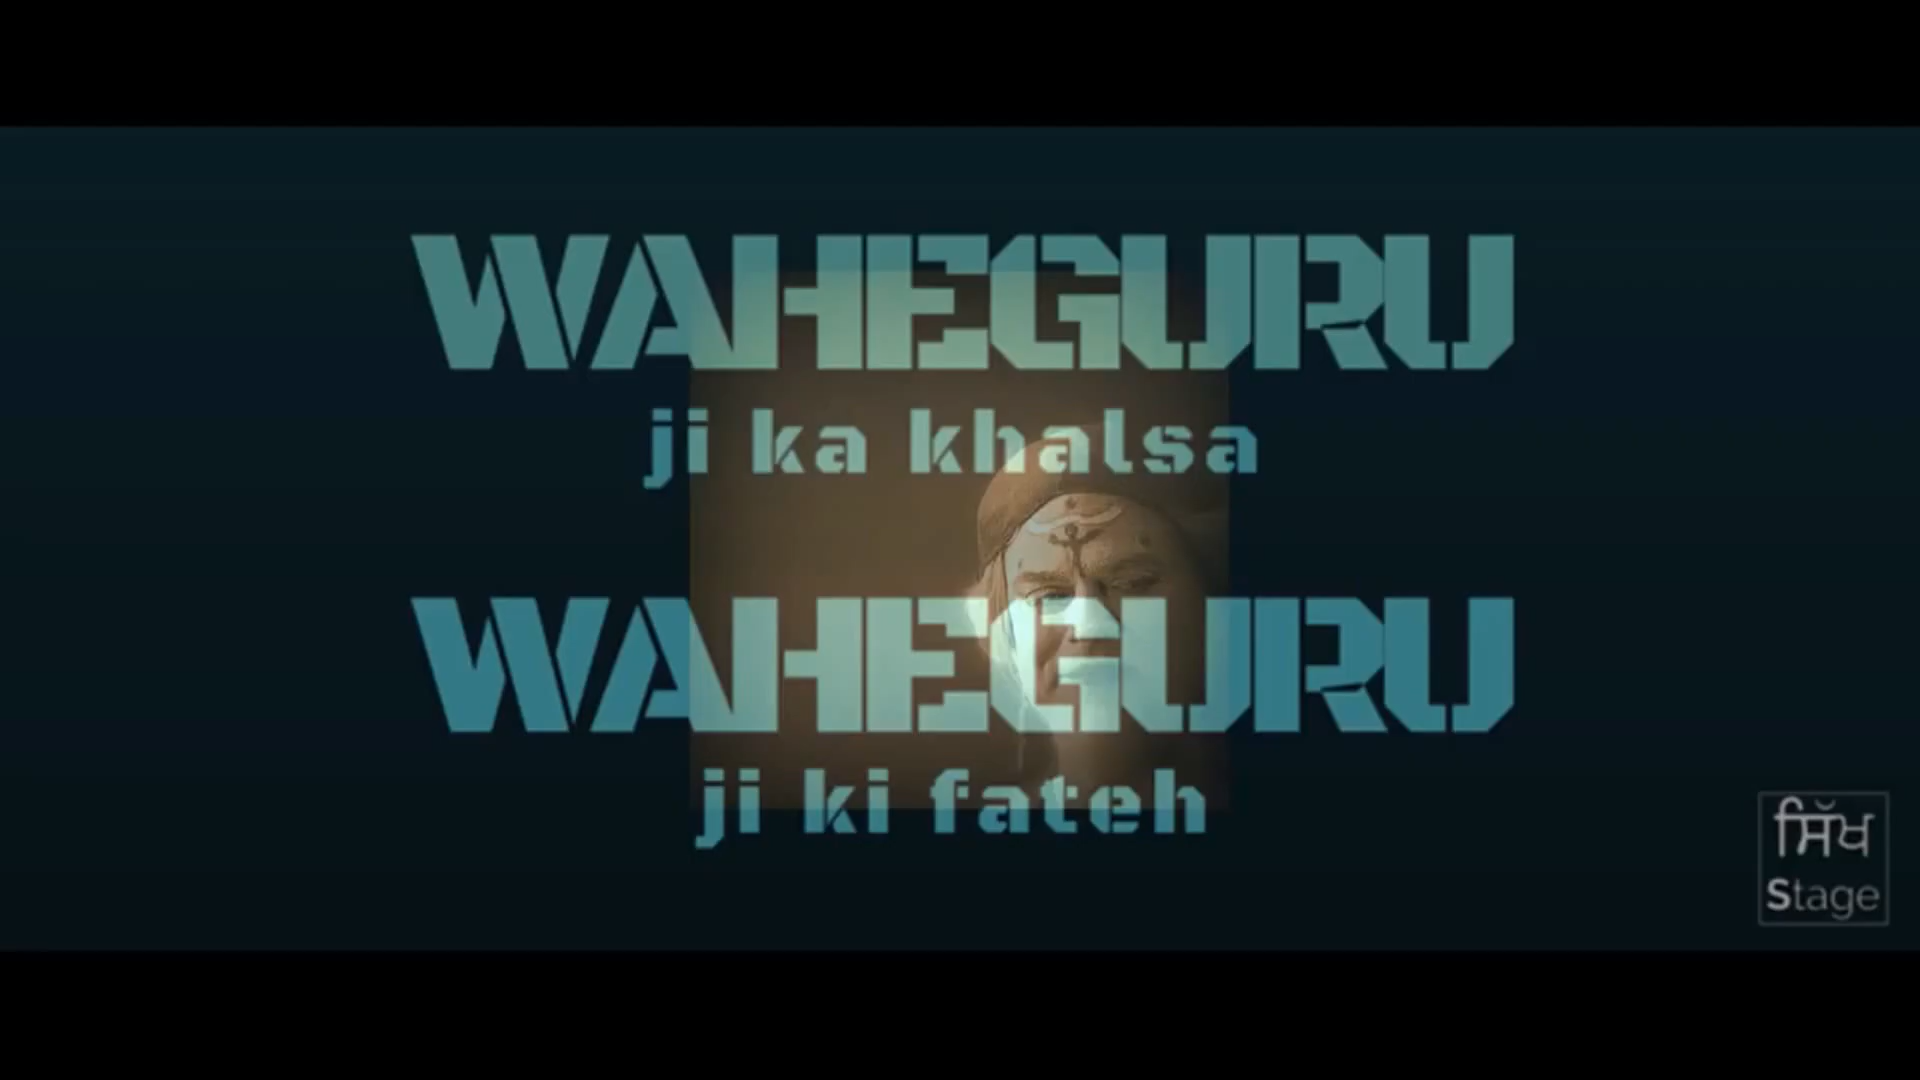 WAHEGURU
ji ka khalsa
WAHEGURU
ji ki fateh
ਸਿੱਖ
Stage